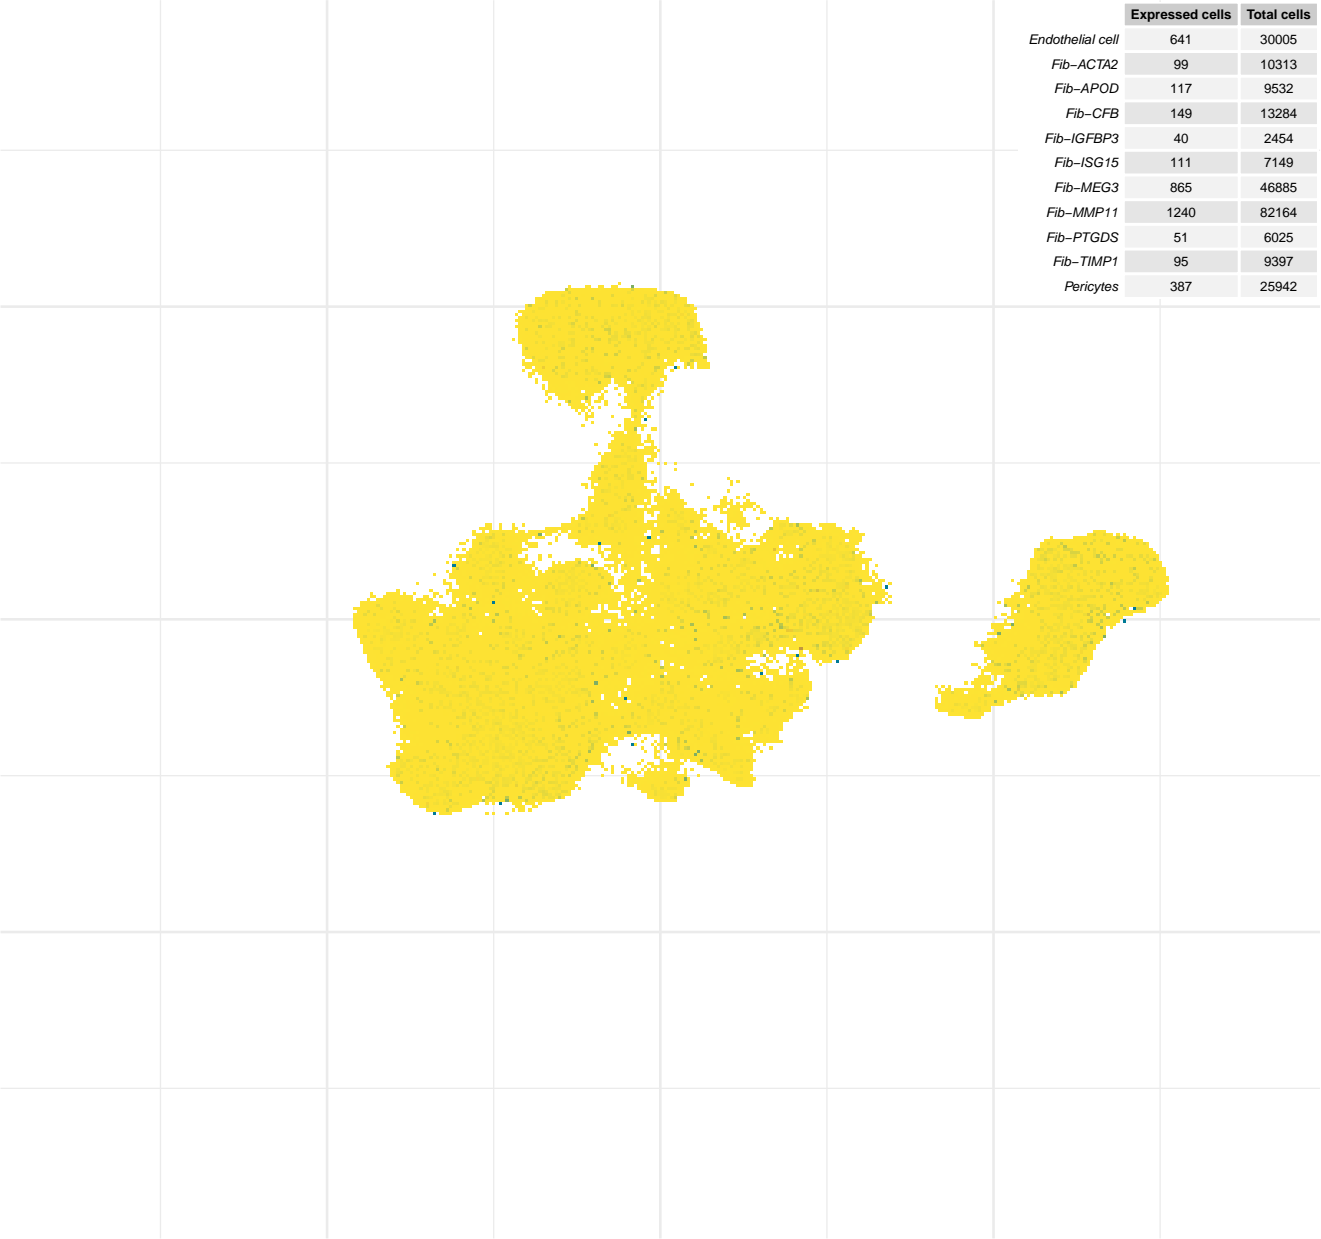 Expressed cells Total cells
Endothelial cell 641 30005
Fib−ACTA2 99 10313
Fib−APOD 117 9532
Fib−CFB 149 13284
Fib−IGFBP3 40 2454
Fib−ISG15 111 7149
Fib−MEG3 865 46885
Fib−MMP11 1240 82164
Fib−PTGDS 51 6025
Fib−TIMP1 95 9397
Pericytes 387 25942